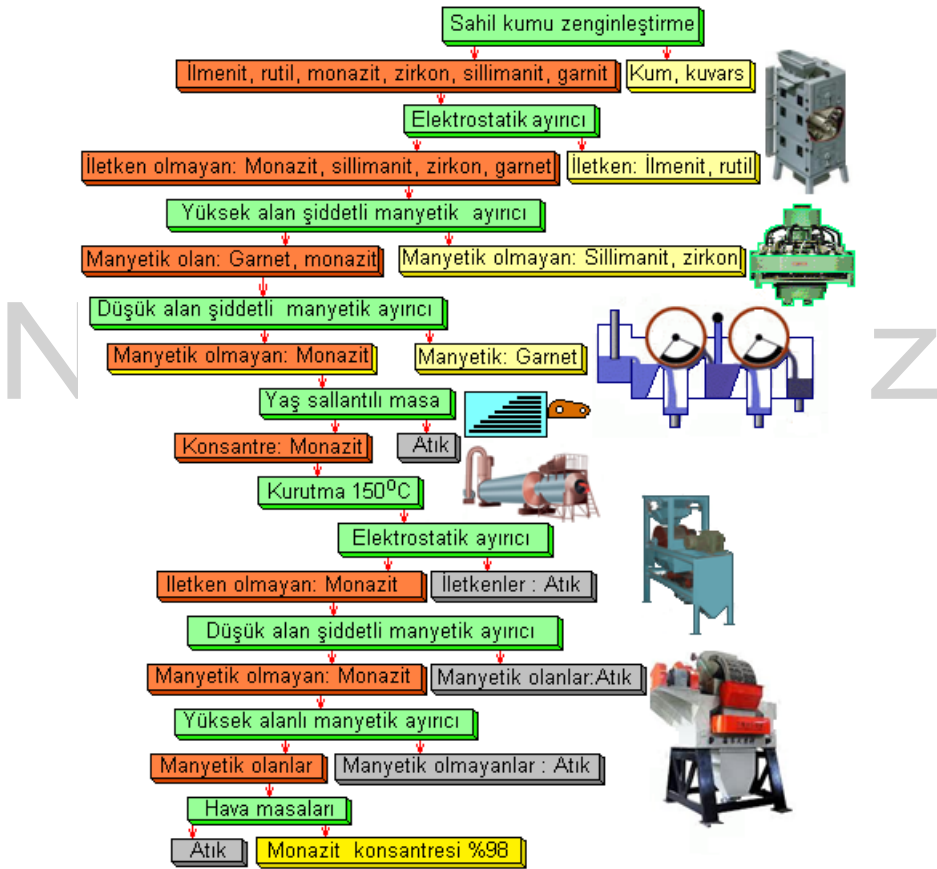 Sahil kumu zenginleştirme
İlmenit, rutil, monazit, zirkon, sillimanit, garnit
Kum, kuvars
Elektrostatik ayırıcı
İletken olmayan: Monazit, sillimanit, zirkon, garnet
İletken: İlmenit, rutil
Yüksek alan şiddetli manyetik ayırıcı
Manyetik olan: Garnet, monazit
Manyetik olmayan: Sillimanit, zirkon
Düşük alan şiddetli manyetik ayırıcı
Manyetik olmayan: Monazit
Manyetik: Garnet
Yaş sallantılı masa
Konsantre: Monazit
Atık
Kurutma 150⁰C
Elektrostatik ayırıcı
Iletken olmayan: Monazit
İletkenler : Atık
Düşük alan şiddetli manyetik ayırıcı
Manyetik olmayan: Monazit
Manyetik olanlar:Atık
Yüksek alanlı manyetik ayırıcı
Manyetik olanlar
Manyetik olmayanlar : Atık
Hava masaları
Atık
Monazit konsantresi %98